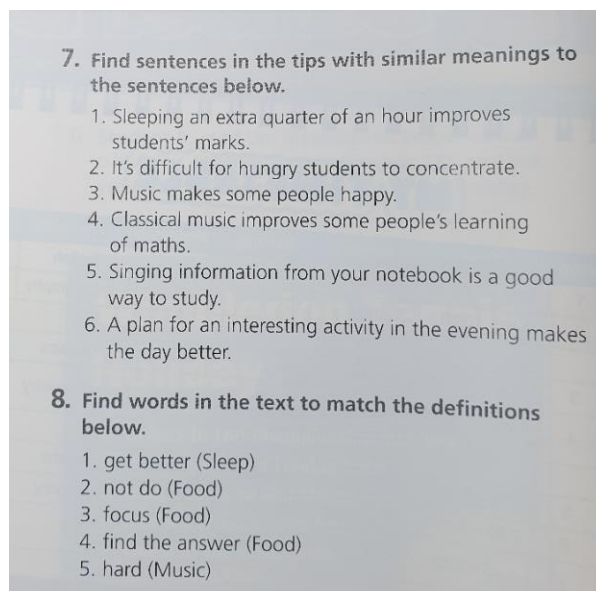 7. Find sentences in the tips with similar meanings to
the sentences below.
1. Sleeping an extra quarter of an hour improves
students' marks.
2. It's difficult for hungry students to concentrate.
3. Music makes some people happy.
4. Classical music improves some people's learning
of maths.
5. Singing information from your notebook is a good
way to study.
6. A plan for an interesting activity in the evening makes
the day better.
8. Find words in the text to match the definitions
below.
1. get better (Sleep)
2. not do (Food)
3. focus (Food)
4. find the answer (Food)
5. hard (Music)